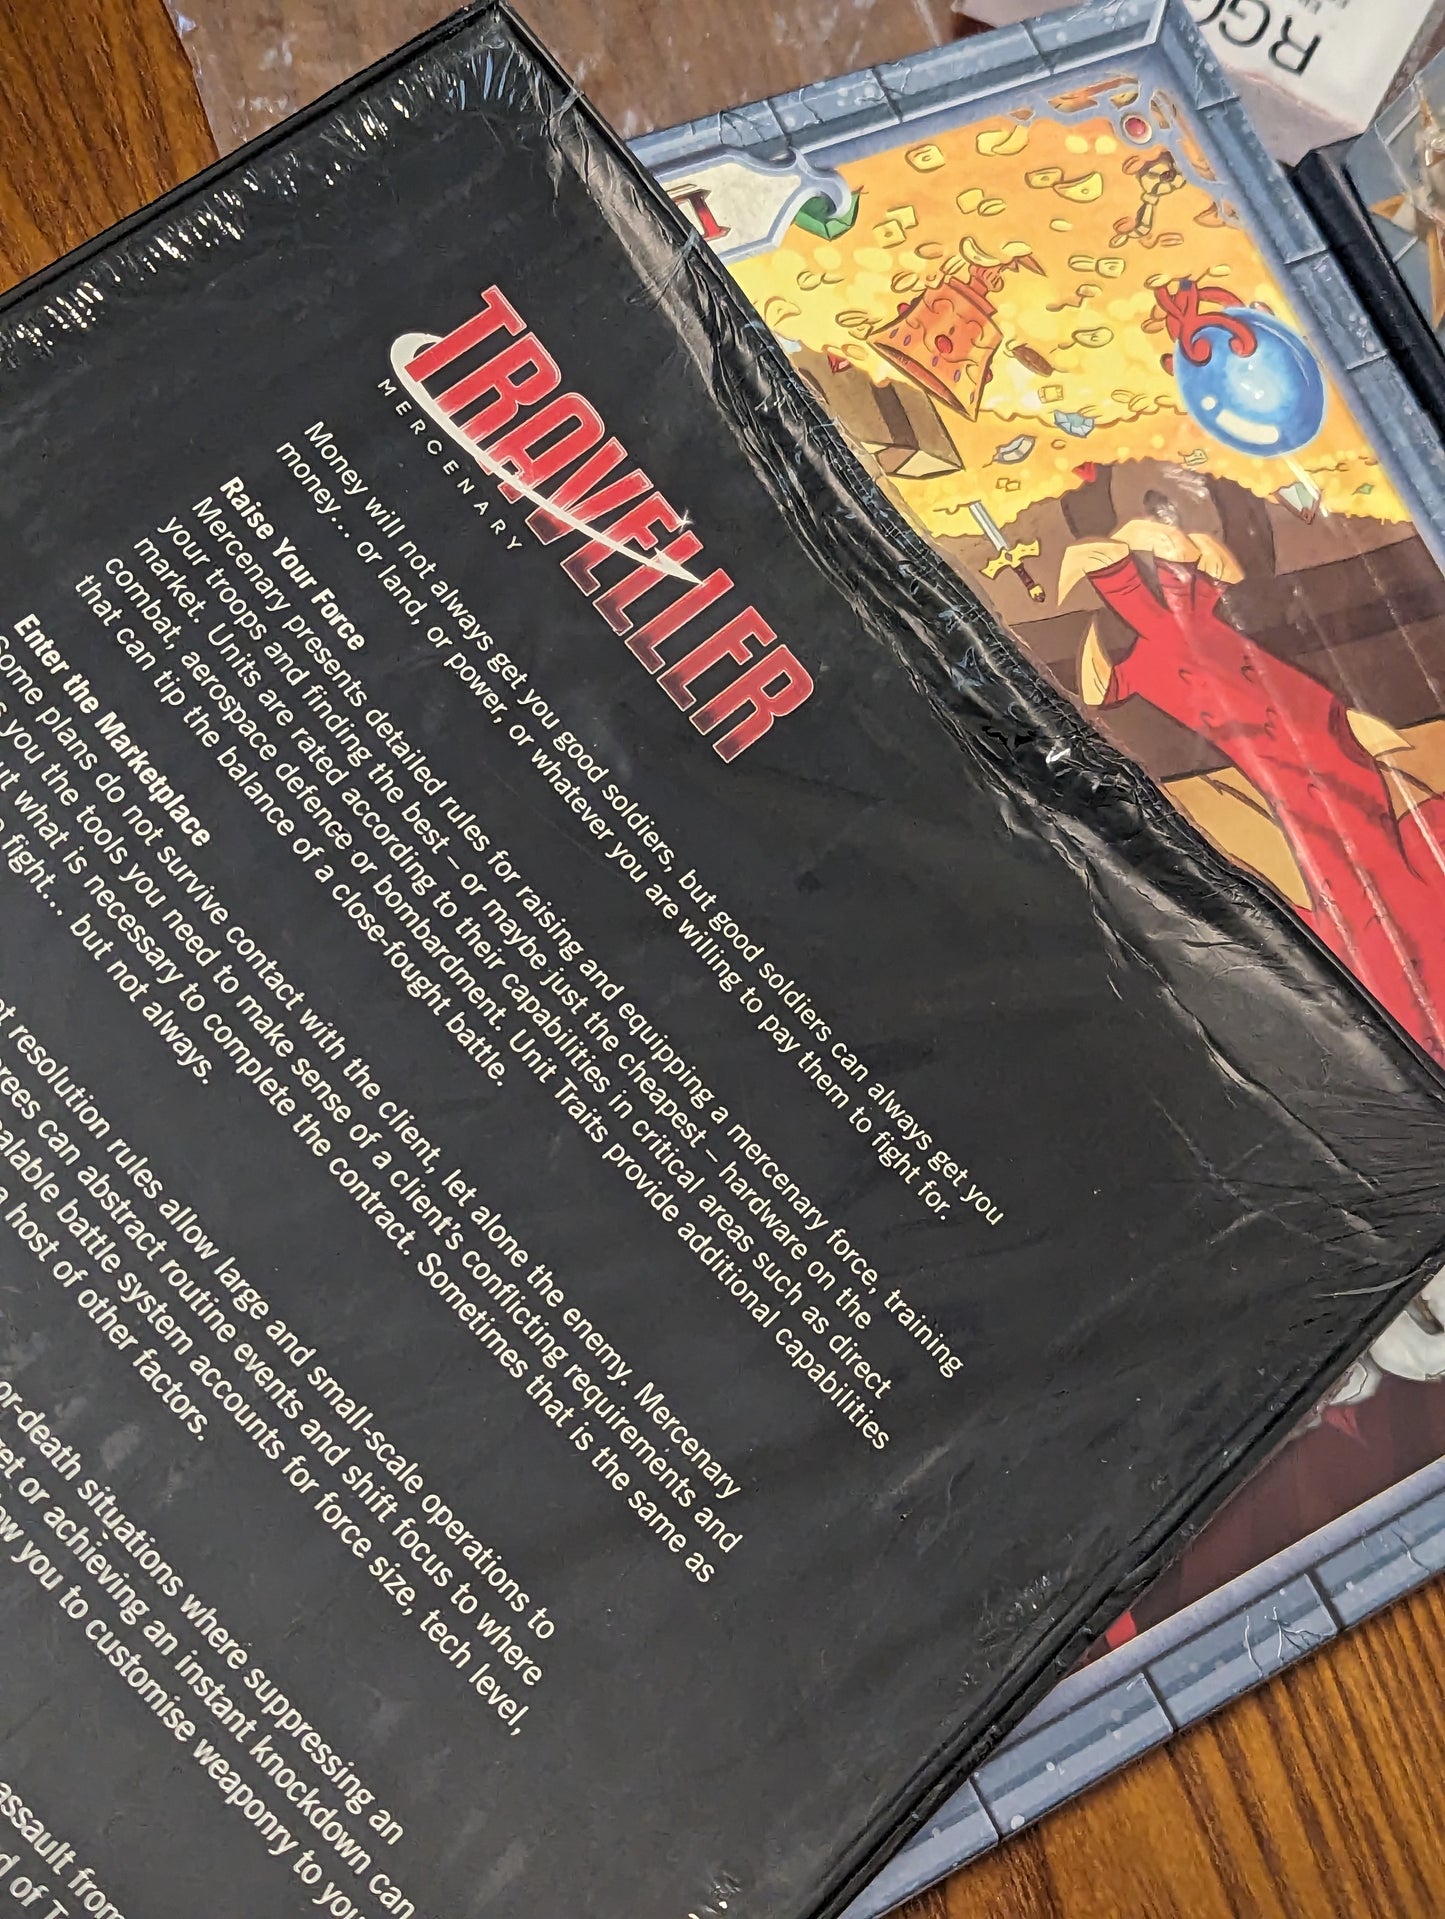 TRAVELLER
MERCENARY
Money will not always get you good soldiers, but good soldiers can always get you
money... or land, or power, or whatever you are willing to pay them to fight for.
Raise Your Force
Mercenary presents detailed rules for raising and equipping a mercenary force, training
your troops and finding the best – or maybe just the cheapest – hardware on the
market. Units are rated according to their capabilities in critical areas such as direct
combat, aerospace defence or bombardment. Unit Traits provide additional capabilities
that can tip the balance of a close-fought battle.
Enter the Marketplace
Some plans do not survive contact with the client, let alone the enemy. Mercenary
you the tools you need to make sense of a client's conflicting requirements and
what is necessary to complete the contract. Sometimes that is the same as
fight... but not always.
resolution rules allow large and small-scale operations to
can abstract routine events and shift focus to where
battle system accounts for force size, tech level,
a host of other factors.
or-death situations where suppressing an
or achieving an instant knockdown can
you to customise weaponry to you
assault from
of T
RG